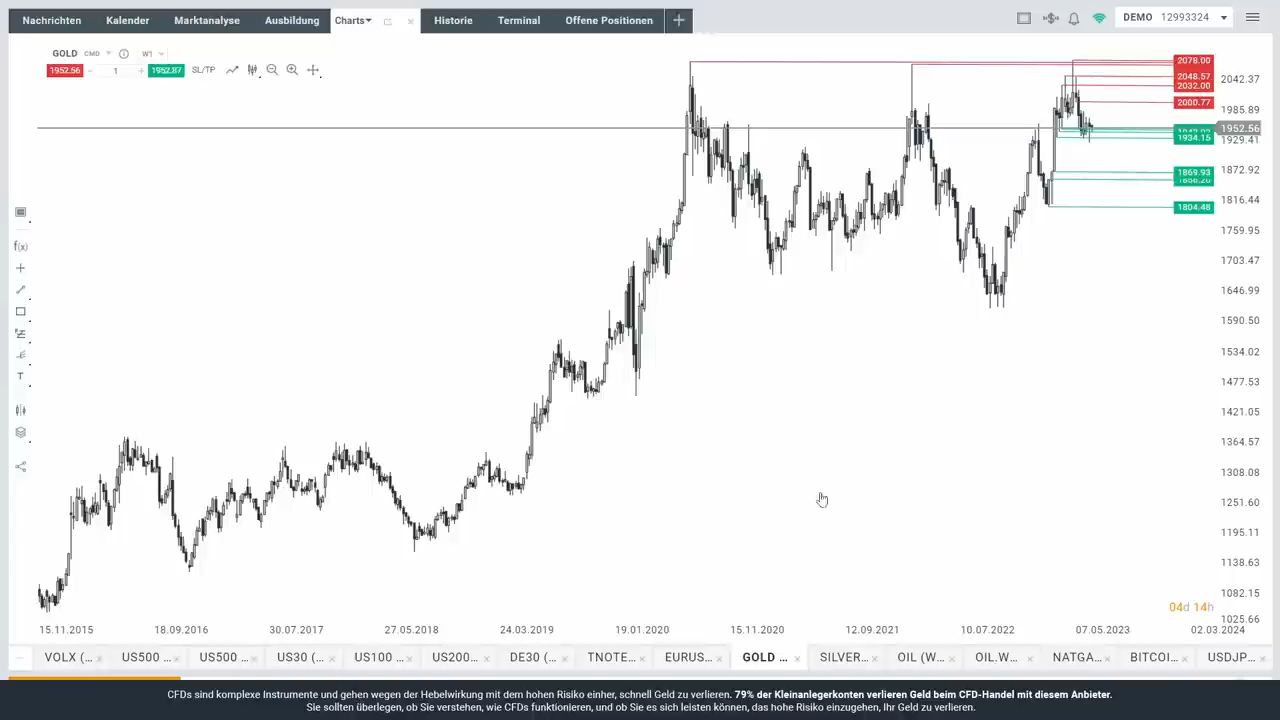 Nachrichten Kalender Marktanalyse Ausbildung Charts Historie Terminal Offene Positionen DEMO 12993324
GOLD CMD W1
1952.56 1 1952.87 SL/TP
2078.00
2048.57
2042.37
2032.00
2000.77
1985.89
1952.56
1934.15
1929.41
1869.93
1872.92
1804.48
1816.44
1759.95
1703.47
1646.99
1590.50
1534.02
1477.53
1421.05
1364.57
1308.08
1251.60
1195.11
1138.63
1082.15
1025.66
f(x)
T
04d 14h
15.11.2015 18.09.2016 30.07.2017 27.05.2018 24.03.2019 19.01.2020 15.11.2020 12.09.2021 10.07.2022 07.05.2023 02.03.2024
VOLX (... US500 ... US500 ... US30 (... US100 ... US200... DE30 (... TNOTE... EURUS... GOLD ... SILVER... OIL (W... OIL.W... NATGA... BITCOI... USDJP...
CFDs sind komplexe Instrumente und gehen wegen der Hebelwirkung mit dem hohen Risiko einher, schnell Geld zu verlieren. 79% der Kleinanlegerkonten verlieren Geld beim CFD-Handel mit diesem Anbieter.
Sie sollten überlegen, ob Sie verstehen, wie CFDs funktionieren, und ob Sie es sich leisten können, das hohe Risiko einzugehen, Ihr Geld zu verlieren.